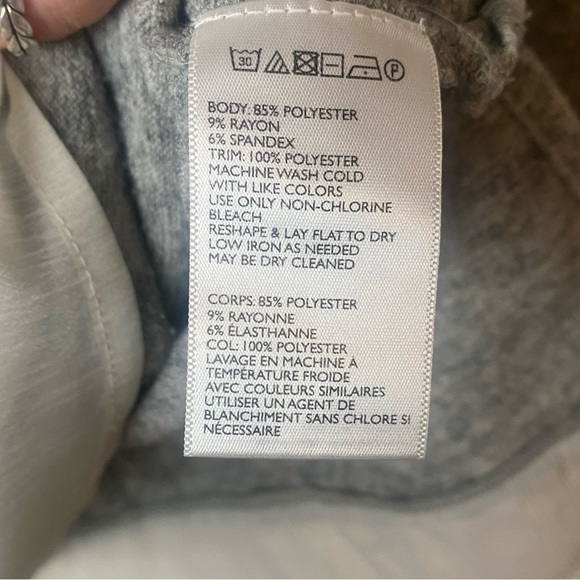 30 P
BODY: 85% POLYESTER
9% RAYON
6% SPANDEX
TRIM: 100% POLYESTER
MACHINE WASH COLD
WITH LIKE COLORS
USE ONLY NON-CHLORINE
BLEACH
RESHAPE & LAY FLAT TO DRY
LOW IRON AS NEEDED
MAY BE DRY CLEANED
CORPS: 85% POLYESTER
9% RAYONNE
6% ÉLASTHANNE
COL: 100% POLYESTER
LAVAGE EN MACHINE À
TEMPÉRATURE FROIDE
AVEC COULEURS SIMILAIRES
UTILISER UN AGENT DE
BLANCHIMENT SANS CHLORE SI
NÉCESSAIRE